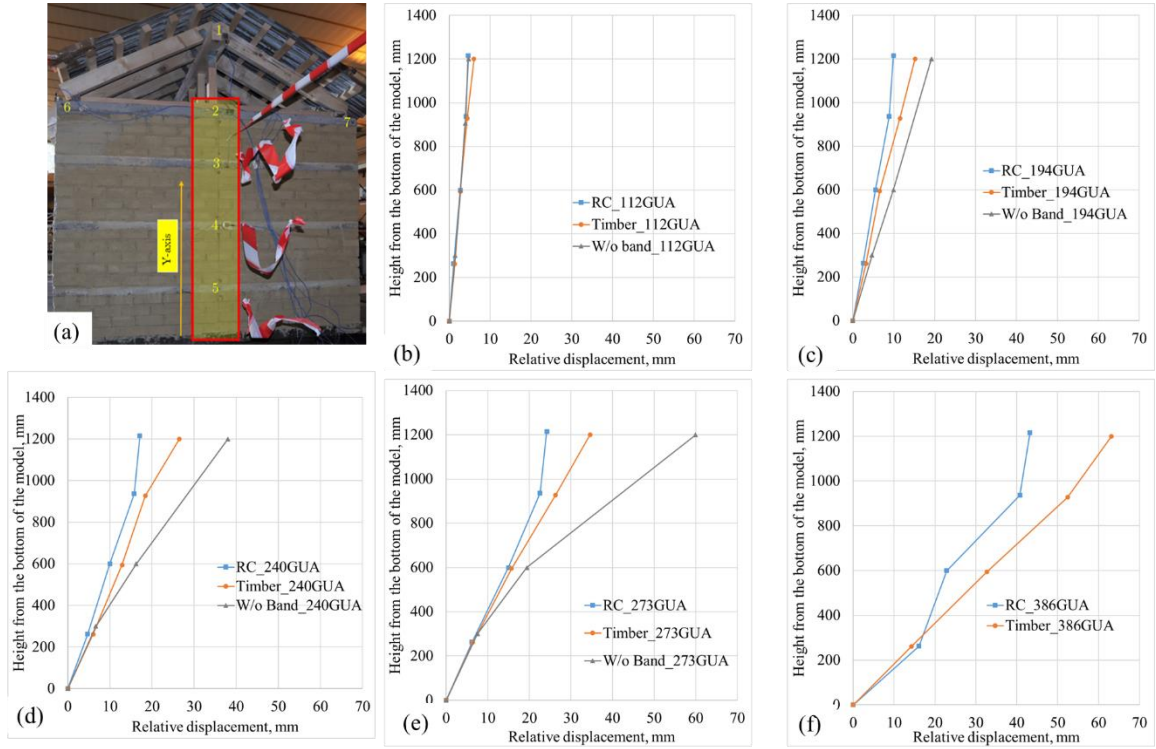 1
2
6
7
3
4
5
Y-axis
(a)
Height from the bottom of the model, mm
1400
1200
1000
800
600
400
200
0
RC_112GUA
Timber_112GUA
W/o band_112GUA
0 10 20 30 40 50 60 70
Relative displacement, mm
(b)
Height from the bottom of the model, mm
1400
1200
1000
800
600
400
200
0
RC_194GUA
Timber_194GUA
W/o Band_194GUA
0 10 20 30 40 50 60 70
Relative displacement, mm
(c)
Height from the bottom of the model, mm
1400
1200
1000
800
600
400
200
0
RC_240GUA
Timber_240GUA
W/o Band_240GUA
0 10 20 30 40 50 60 70
Relative displacement, mm
(d)
Height from the bottom of the model, mm
1400
1200
1000
800
600
400
200
0
RC_273GUA
Timber_273GUA
W/o Band_273GUA
0 10 20 30 40 50 60 70
Relative displacement, mm
(e)
Height from the bottom of the model, mm
1400
1200
1000
800
600
400
200
0
RC_386GUA
Timber_386GUA
0 10 20 30 40 50 60 70
Relative displacement, mm
(f)